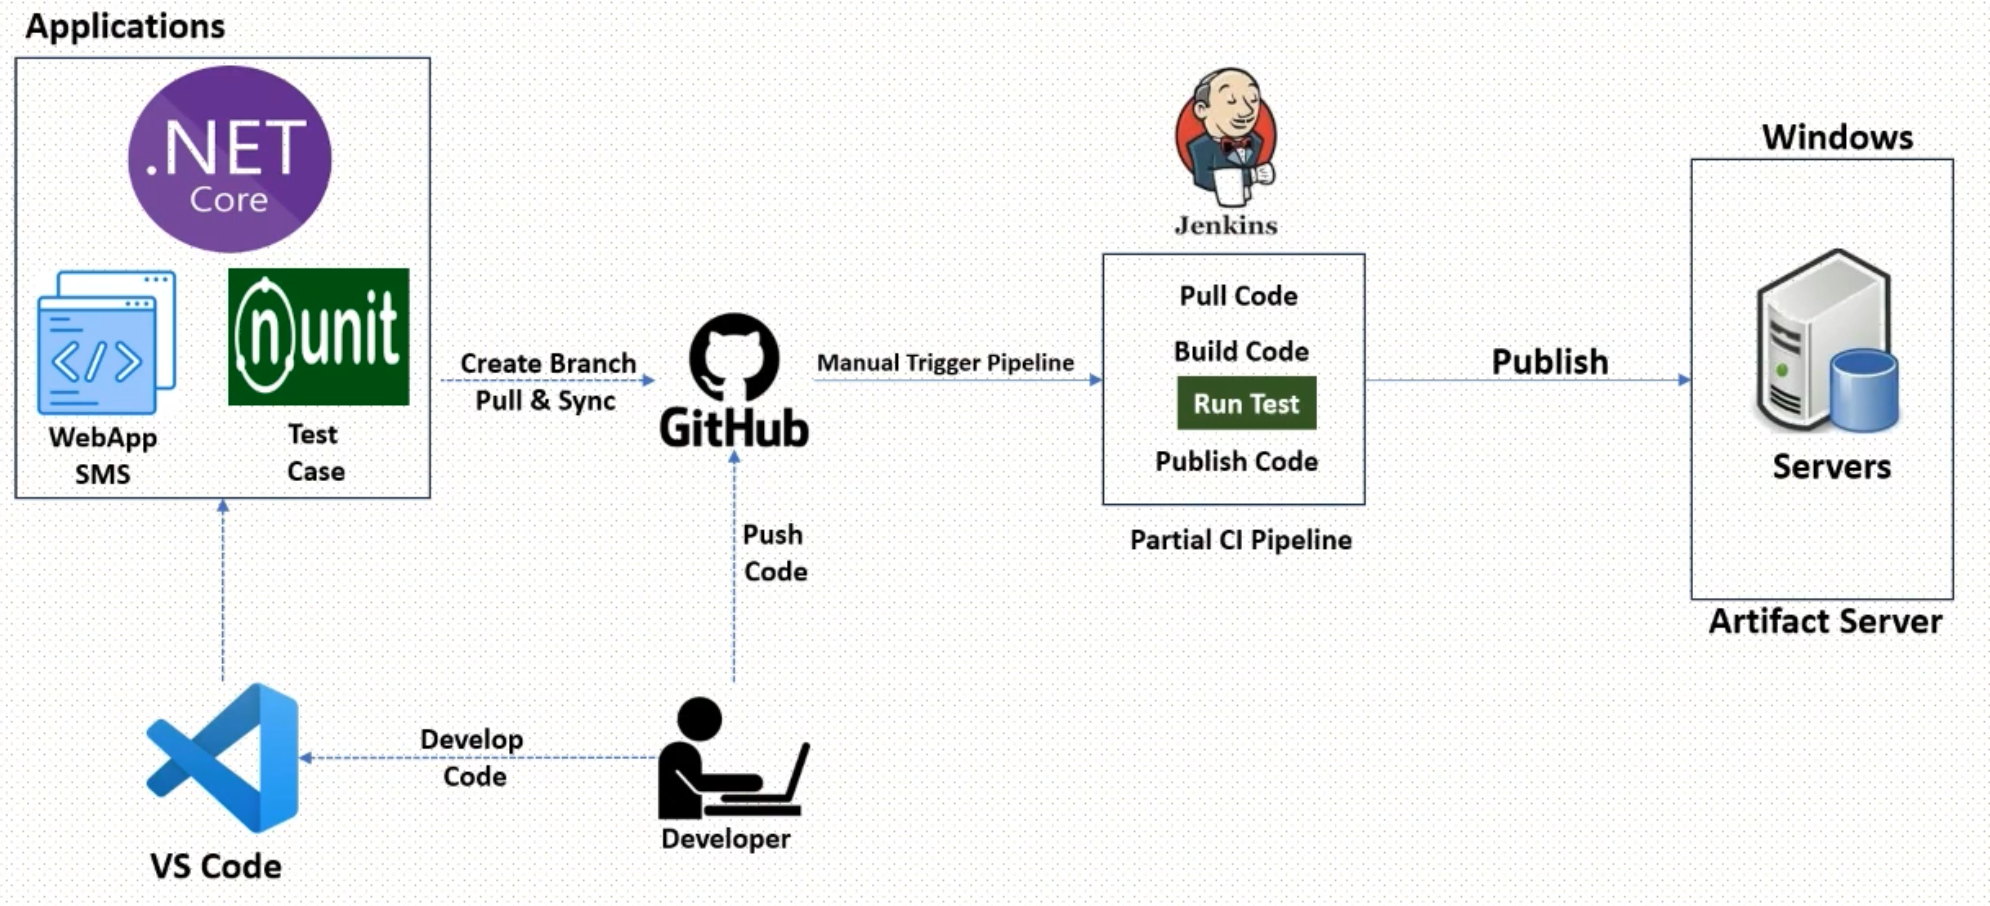 Applications
.NET
Core
nunit
WebApp
SMS
Test
Case
Create Branch
Pull & Sync
GitHub
Manual Trigger Pipeline
Jenkins
Pull Code
Build Code
Run Test
Publish Code
Partial CI Pipeline
Publish
Windows
Servers
Artifact Server
Push
Code
Develop
Code
VS Code
Developer